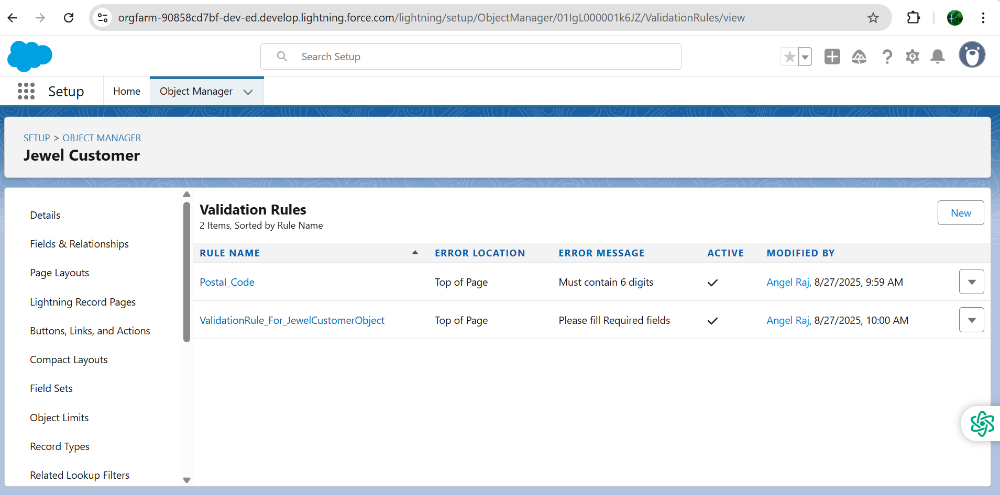 orgfarm-90858cd7bf-dev-ed.develop.lightning.force.com/lightning/setup/ObjectManager/01IgL000001k6JZ/ValidationRules/view
Search Setup
Setup Home Object Manager
SETUP > OBJECT MANAGER
Jewel Customer
Details
Fields & Relationships
Page Layouts
Lightning Record Pages
Buttons, Links, and Actions
Compact Layouts
Field Sets
Object Limits
Record Types
Related Lookup Filters
Validation Rules
2 Items, Sorted by Rule Name
New
RULE NAME ERROR LOCATION ERROR MESSAGE ACTIVE MODIFIED BY
Postal_Code Top of Page Must contain 6 digits Angel Raj, 8/27/2025, 9:59 AM
ValidationRule_For_JewelCustomerObject Top of Page Please fill Required fields Angel Raj, 8/27/2025, 10:00 AM